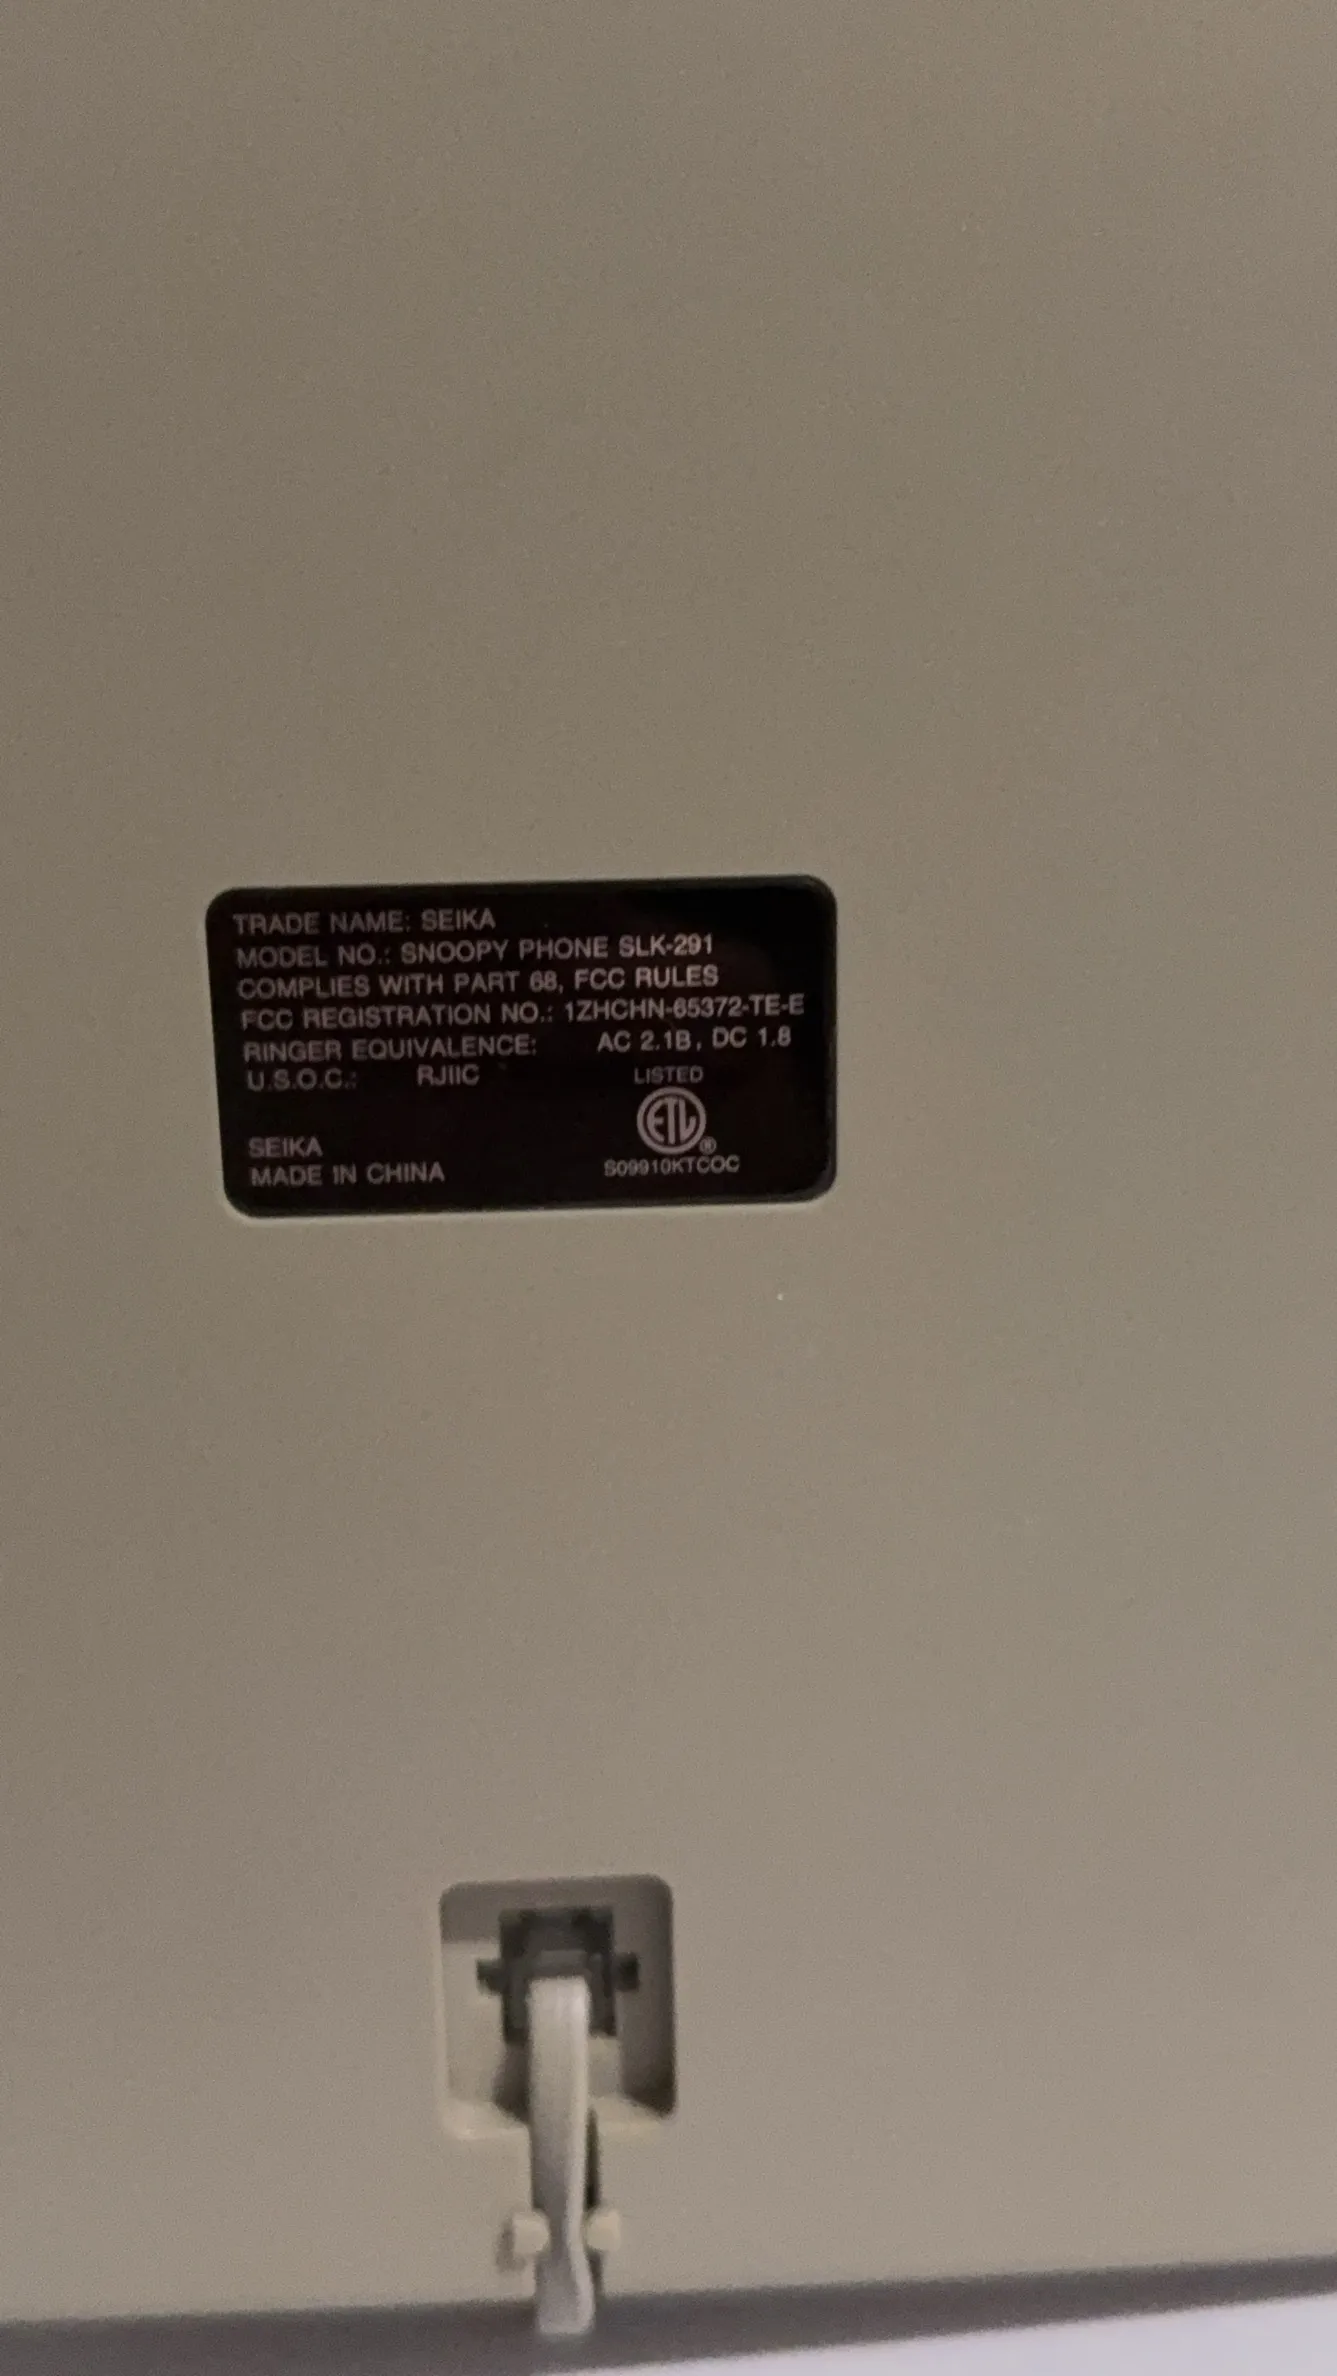 TRADE NAME: SEIKA
MODEL NO.: SNOOPY PHONE SLK-291
COMPLIES WITH PART 68, FCC RULES
FCC REGISTRATION NO.: 1ZHCHN-65372-TE-E
RINGER EQUIVALENCE: AC 2.1B, DC 1.8
U.S.O.C.: RJIIC
LISTED
ETL®
S09910KTCOC
SEIKA
MADE IN CHINA